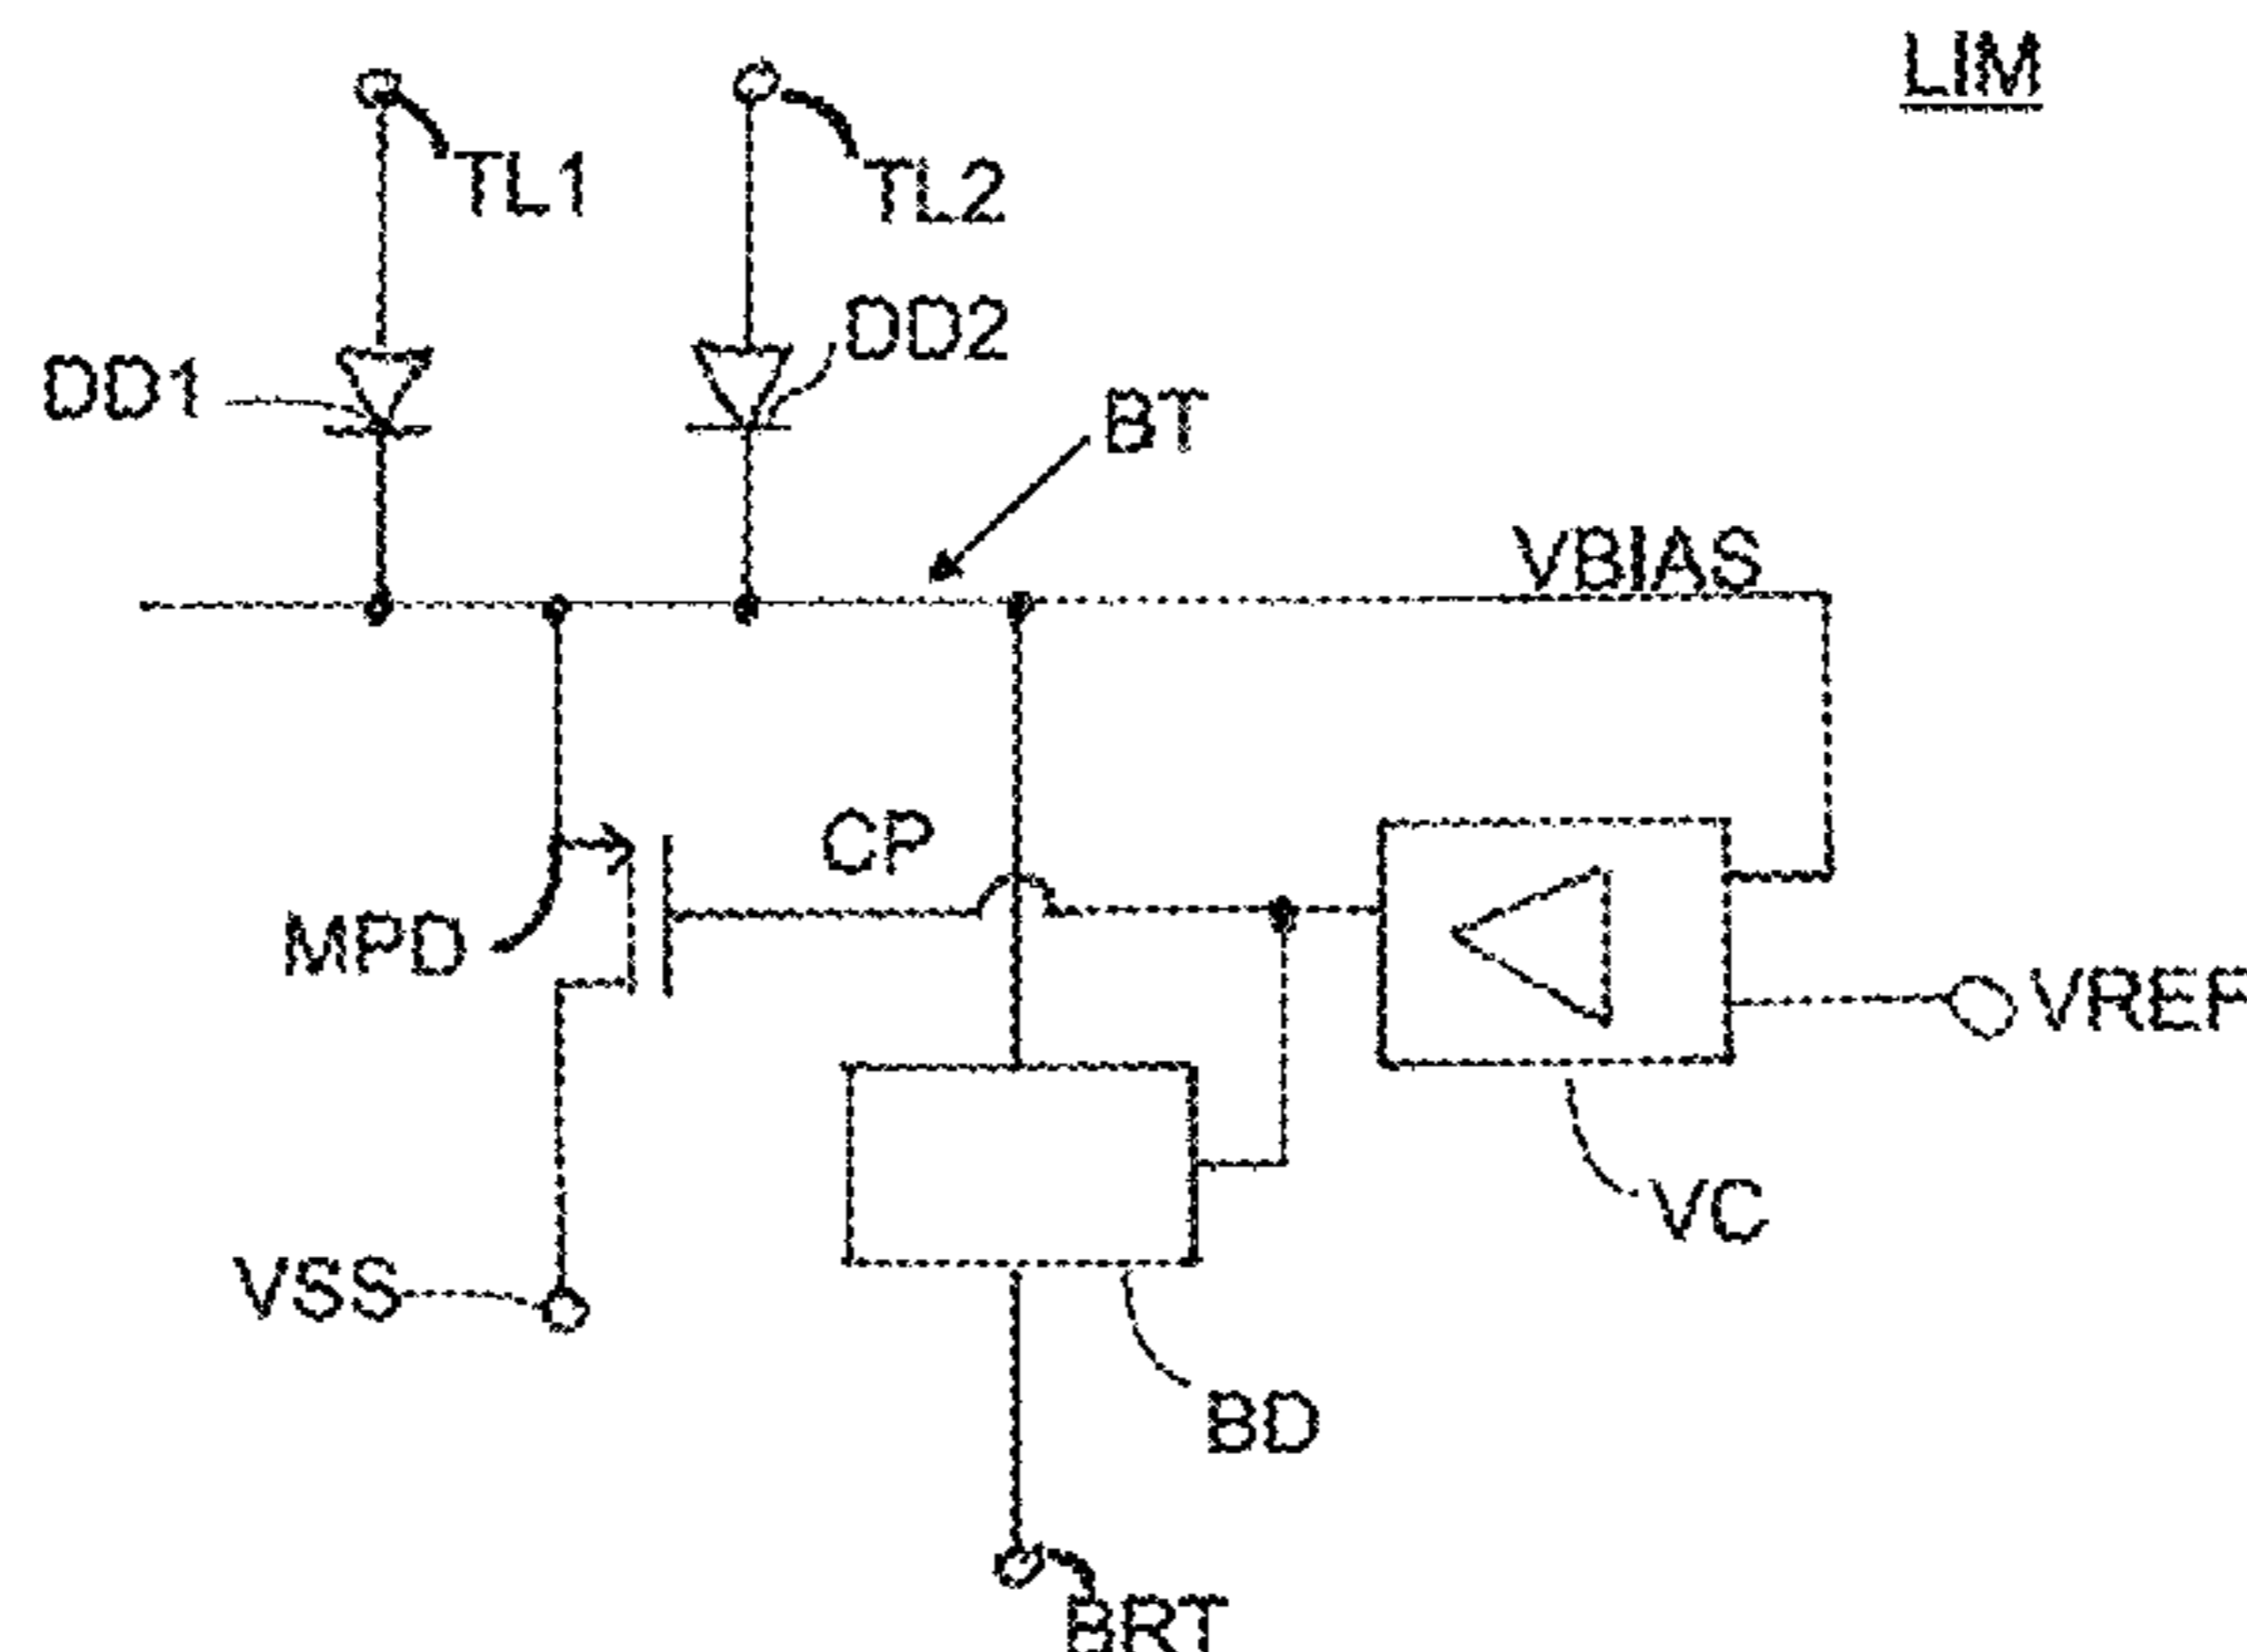 LIM
TL1
TL2
DD1
DD2
BT
VBIAS
CP
MPD
VREF
VC
VSS
BD
BRT